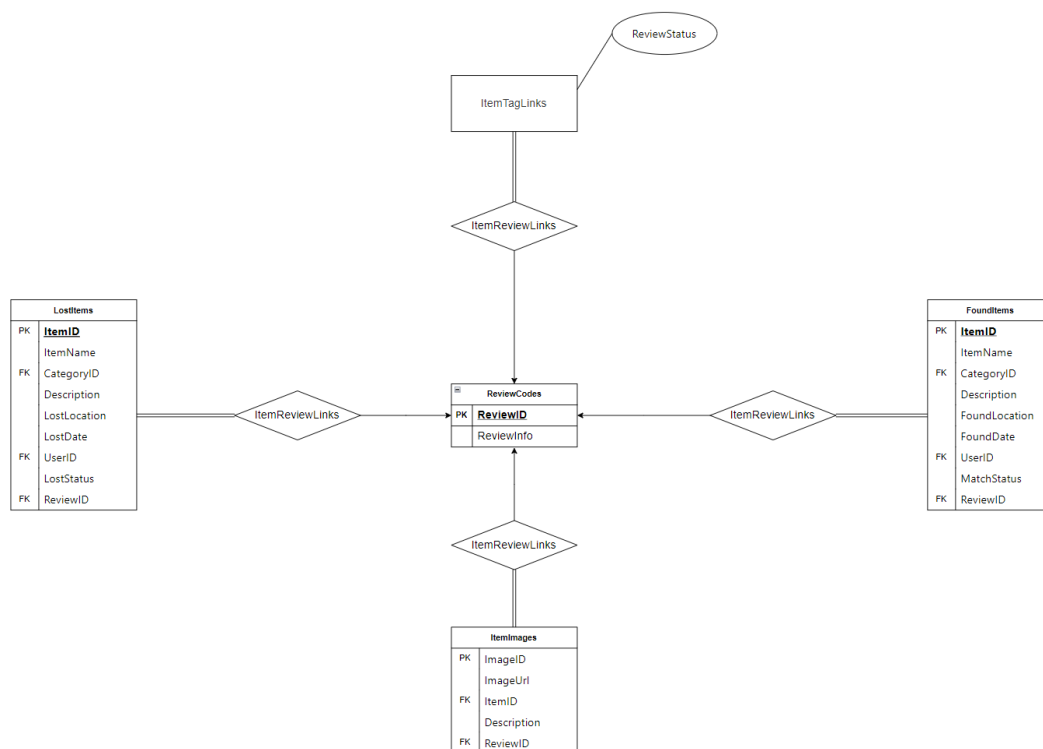 ReviewStatus
ItemTagLinks
ItemReviewLinks
LostItems
PK ItemID
ItemName
FK CategoryID
Description
LostLocation
LostDate
FK UserID
LostStatus
FK ReviewID
ItemReviewLinks
ReviewCodes
PK ReviewID
ReviewInfo
ItemReviewLinks
FoundItems
PK ItemID
ItemName
FK CategoryID
Description
FoundLocation
FoundDate
FK UserID
MatchStatus
FK ReviewID
ItemReviewLinks
ItemImages
PK ImageID
ImageUrl
FK ItemID
Description
FK ReviewID